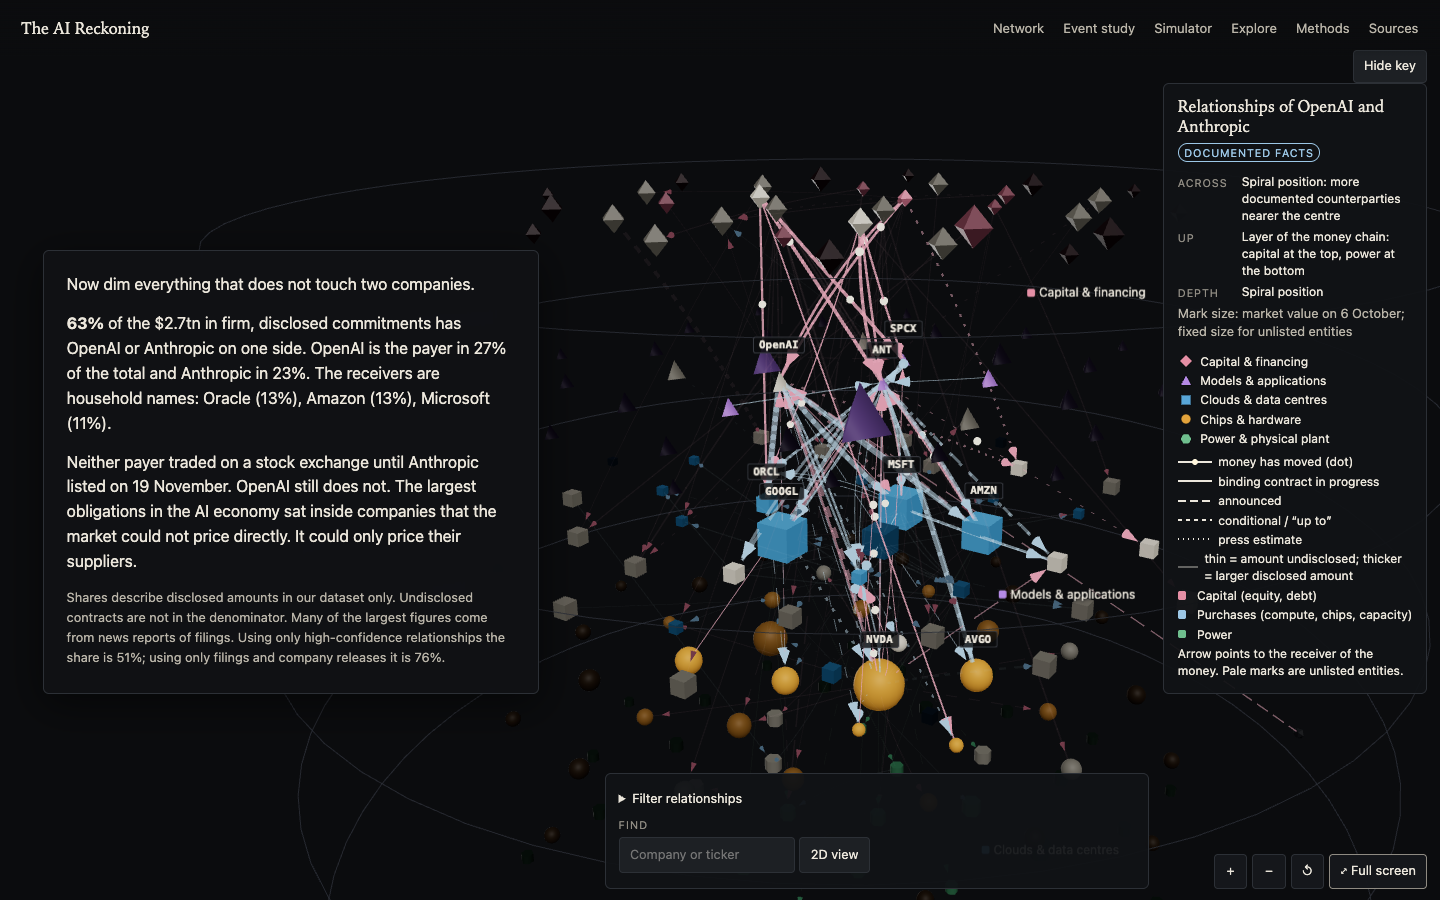 The AI Reckoning
Network Event study Simulator Explore Methods Sources
Hide key
Now dim everything that does not touch two companies.
63% of the $2.7tn in firm, disclosed commitments has
OpenAI or Anthropic on one side. OpenAI is the payer in 27%
of the total and Anthropic in 23%. The receivers are
household names: Oracle (13%), Amazon (13%), Microsoft
(11%).
Neither payer traded on a stock exchange until Anthropic
listed on 19 November. OpenAI still does not. The largest
obligations in the AI economy sat inside companies that the
market could not price directly. It could only price their
suppliers.
Shares describe disclosed amounts in our dataset only. Undisclosed
contracts are not in the denominator. Many of the largest figures come
from news reports of filings. Using only high-confidence relationships the
share is 51%; using only filings and company releases it is 76%.
Capital & financing
SPCX
OpenAI
ANT
ORCL
MSFT
GOOGL
AMZN
Models & applications
NVDA
AVGO
Clouds & data centres
Filter relationships
FIND
Company or ticker
2D view
Relationships of OpenAI and
Anthropic
DOCUMENTED FACTS
ACROSS Spiral position: more
documented counterparties
nearer the centre
UP Layer of the money chain:
capital at the top, power at
the bottom
DEPTH Spiral position
Mark size: market value on 6 October;
fixed size for unlisted entities
Capital & financing
Models & applications
Clouds & data centres
Chips & hardware
Power & physical plant
money has moved (dot)
binding contract in progress
announced
conditional / “up to”
press estimate
thin = amount undisclosed; thicker
= larger disclosed amount
Capital (equity, debt)
Purchases (compute, chips, capacity)
Power
Arrow points to the receiver of the
money. Pale marks are unlisted entities.
+ − ↺ ⤢ Full screen